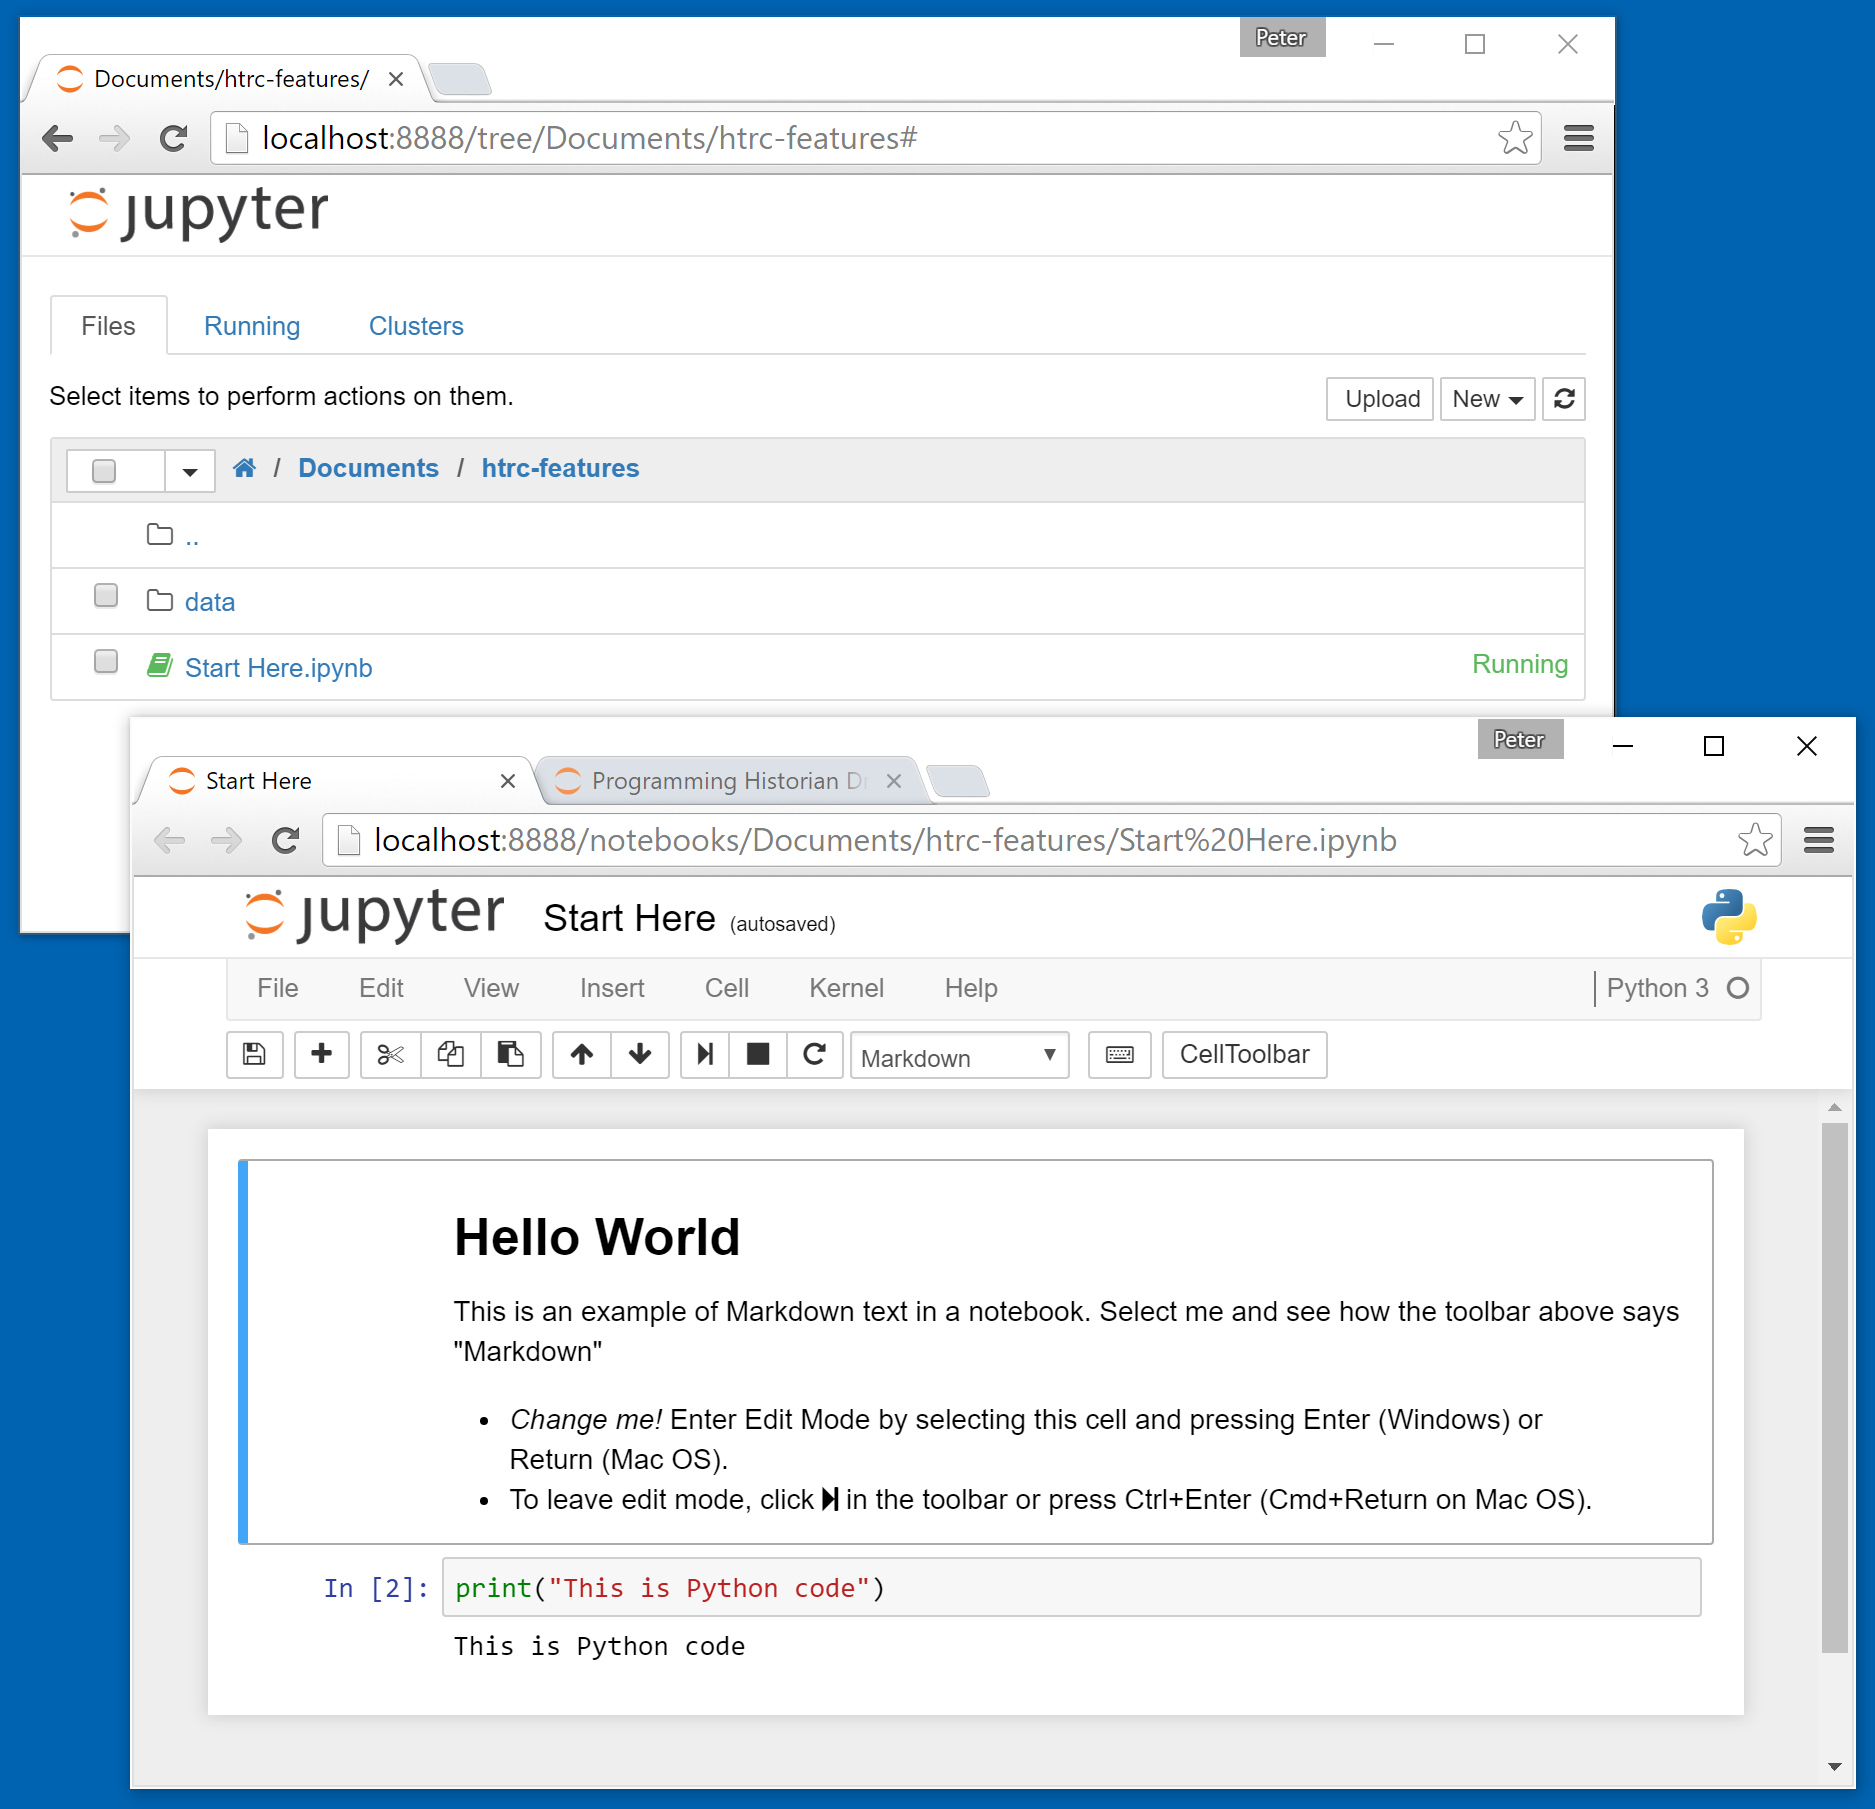 Peter
Documents/htrc-features/
localhost:8888/tree/Documents/htrc-features#
jupyter
Files Running Clusters
Select items to perform actions on them.
Upload New
/ Documents / htrc-features
..
data
Start Here.ipynb Running
Peter
Start Here Programming Historian Dr
localhost:8888/notebooks/Documents/htrc-features/Start%20Here.ipynb
jupyter Start Here (autosaved)
File Edit View Insert Cell Kernel Help Python 3
Markdown CellToolbar
Hello World
This is an example of Markdown text in a notebook. Select me and see how the toolbar above says
"Markdown"
• Change me! Enter Edit Mode by selecting this cell and pressing Enter (Windows) or
Return (Mac OS).
• To leave edit mode, click in the toolbar or press Ctrl+Enter (Cmd+Return on Mac OS).
In [2]: print("This is Python code")
This is Python code